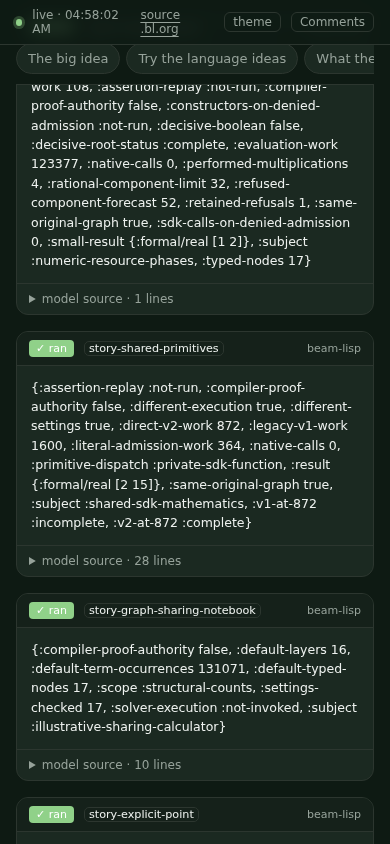 live · 04:58:02 AM
source .bl.org
theme
Comments
The big idea
Try the language ideas
What the
work 108, :assertion-replay :not-run, :compiler-
proof-authority false, :constructors-on-denied-
admission :not-run, :decisive-boolean false,
:decisive-root-status :complete, :evaluation-work
123377, :native-calls 0, :performed-multiplications
4, :rational-component-limit 32, :refused-
component-forecast 52, :retained-refusals 1, :same-
original-graph true, :sdk-calls-on-denied-admission
0, :small-result {:formal/real [1 2]}, :subject
:numeric-resource-phases, :typed-nodes 17}
▶ model source · 1 lines
✓ ran
story-shared-primitives
beam-lisp
{:assertion-replay :not-run, :compiler-proof-
authority false, :different-execution true, :different-
settings true, :direct-v2-work 872, :legacy-v1-work
1600, :literal-admission-work 364, :native-calls 0,
:primitive-dispatch :private-sdk-function, :result
{:formal/real [2 15]}, :same-original-graph true,
:subject :shared-sdk-mathematics, :v1-at-872
:incomplete, :v2-at-872 :complete}
▶ model source · 28 lines
✓ ran
story-graph-sharing-notebook
beam-lisp
{:compiler-proof-authority false, :default-layers 16,
:default-term-occurrences 131071, :default-typed-
nodes 17, :scope :structural-counts, :settings-
checked 17, :solver-execution :not-invoked, :subject
:illustrative-sharing-calculator}
▶ model source · 10 lines
✓ ran
story-explicit-point
beam-lisp